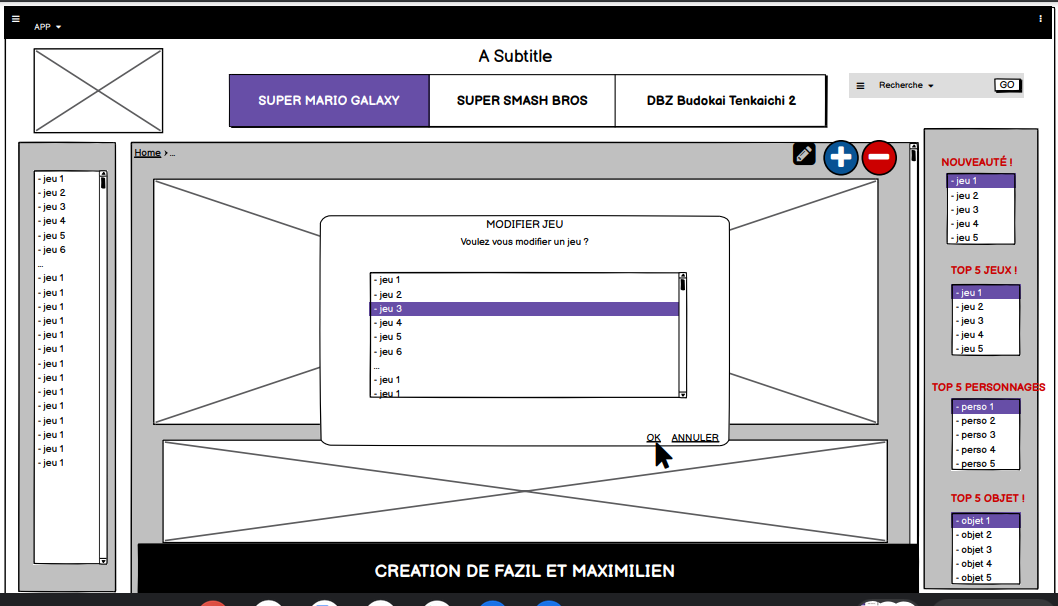 APP
A Subtitle
SUPER MARIO GALAXY
SUPER SMASH BROS
DBZ Budokai Tenkaichi 2
Recherche
GO
Home › ...
- jeu 1
- jeu 2
- jeu 3
- jeu 4
- jeu 5
- jeu 6
...
- jeu 1
- jeu 1
- jeu 1
- jeu 1
- jeu 1
- jeu 1
- jeu 1
- jeu 1
- jeu 1
- jeu 1
- jeu 1
- jeu 1
- jeu 1
- jeu 1
MODIFIER JEU
Voulez vous modifier un jeu ?
- jeu 1
- jeu 2
- jeu 3
- jeu 4
- jeu 5
- jeu 6
...
- jeu 1
- jeu 1
OK
ANNULER
NOUVEAUTÉ !
- jeu 1
- jeu 2
- jeu 3
- jeu 4
- jeu 5
TOP 5 JEUX !
- jeu 1
- jeu 2
- jeu 3
- jeu 4
- jeu 5
TOP 5 PERSONNAGES
- perso 1
- perso 2
- perso 3
- perso 4
- perso 5
TOP 5 OBJET !
- objet 1
- objet 2
- objet 3
- objet 4
- objet 5
CREATION DE FAZIL ET MAXIMILIEN